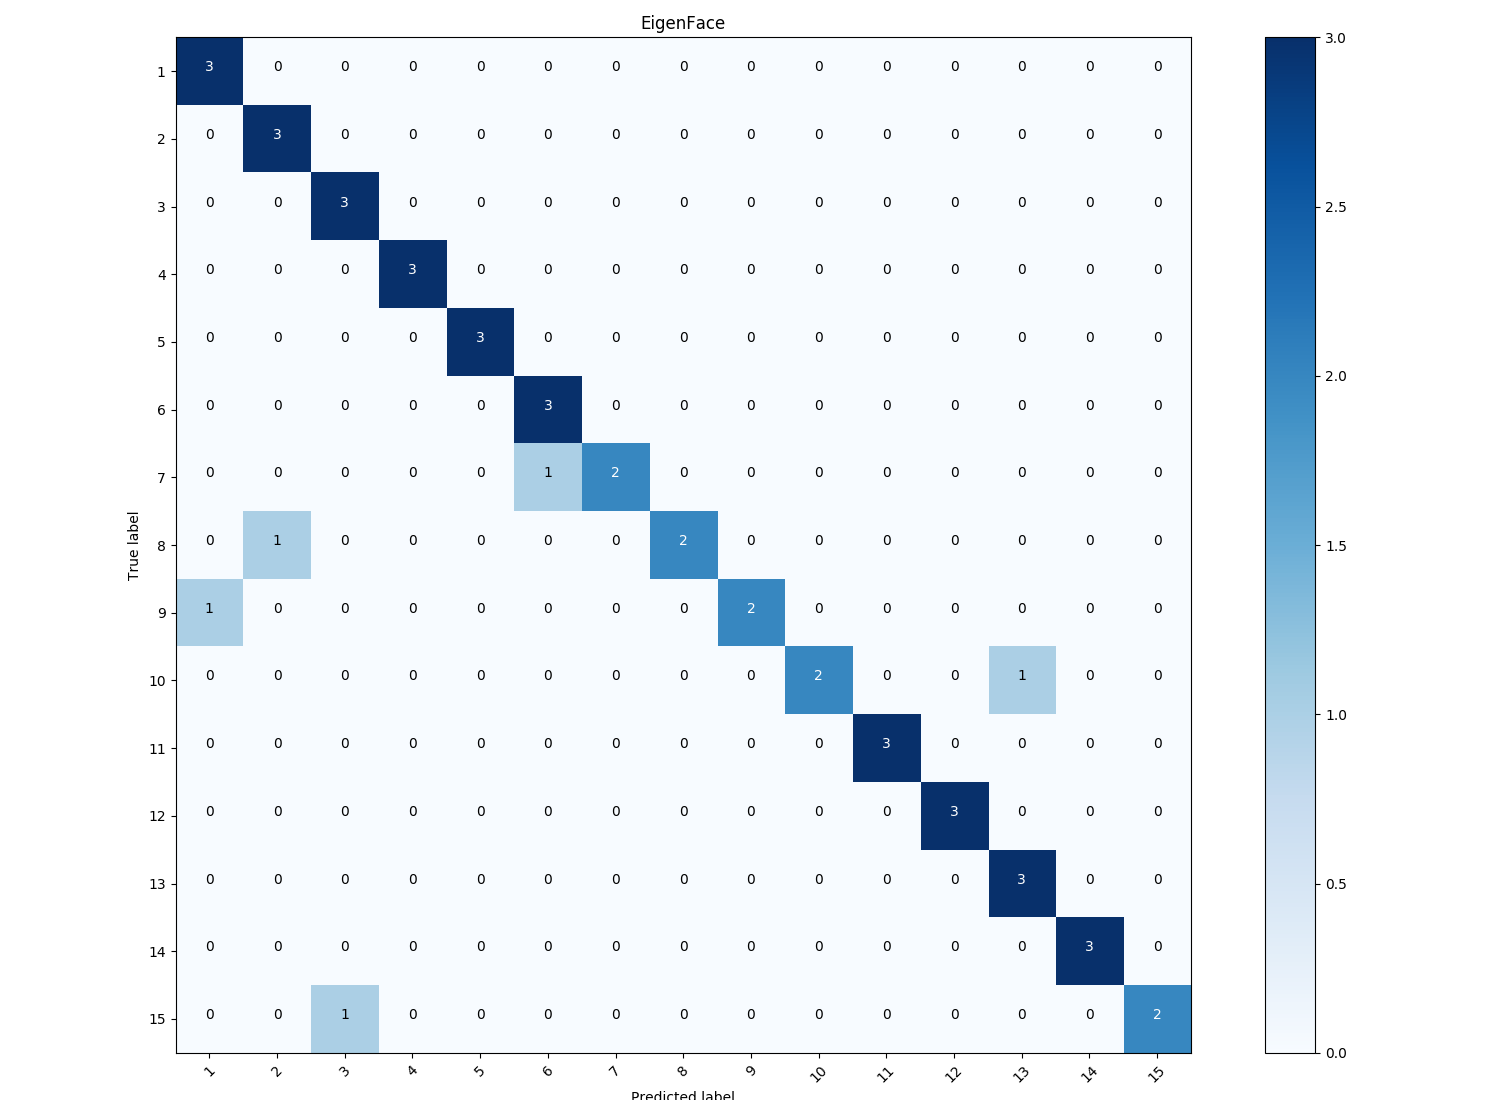 EigenFace
1 3 0 0 0 0 0 0 0 0 0 0 0 0 0 0
2 0 3 0 0 0 0 0 0 0 0 0 0 0 0 0
3 0 0 3 0 0 0 0 0 0 0 0 0 0 0 0
4 0 0 0 3 0 0 0 0 0 0 0 0 0 0 0
5 0 0 0 0 3 0 0 0 0 0 0 0 0 0 0
6 0 0 0 0 0 3 0 0 0 0 0 0 0 0 0
7 0 0 0 0 0 1 2 0 0 0 0 0 0 0 0
8 0 1 0 0 0 0 0 2 0 0 0 0 0 0 0
9 1 0 0 0 0 0 0 0 2 0 0 0 0 0 0
10 0 0 0 0 0 0 0 0 0 2 0 0 1 0 0
11 0 0 0 0 0 0 0 0 0 0 3 0 0 0 0
12 0 0 0 0 0 0 0 0 0 0 0 3 0 0 0
13 0 0 0 0 0 0 0 0 0 0 0 0 3 0 0
14 0 0 0 0 0 0 0 0 0 0 0 0 0 3 0
15 0 0 1 0 0 0 0 0 0 0 0 0 0 0 2
1 2 3 4 5 6 7 8 9 10 11 12 13 14 15
True label
Predicted label
3.0
2.5
2.0
1.5
1.0
0.5
0.0